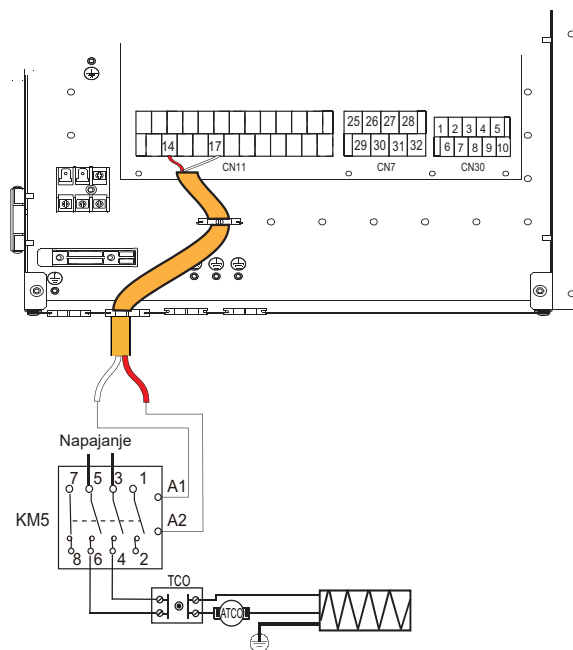 25 26 27 28
1 2 3 4 5
14 17
29 30 31 32
6 7 8 9 10
CN11
CN7
CN30
Napajanje
7 5 3 1
A1
KM5
A2
8 6 4 2
TCO
ATCO